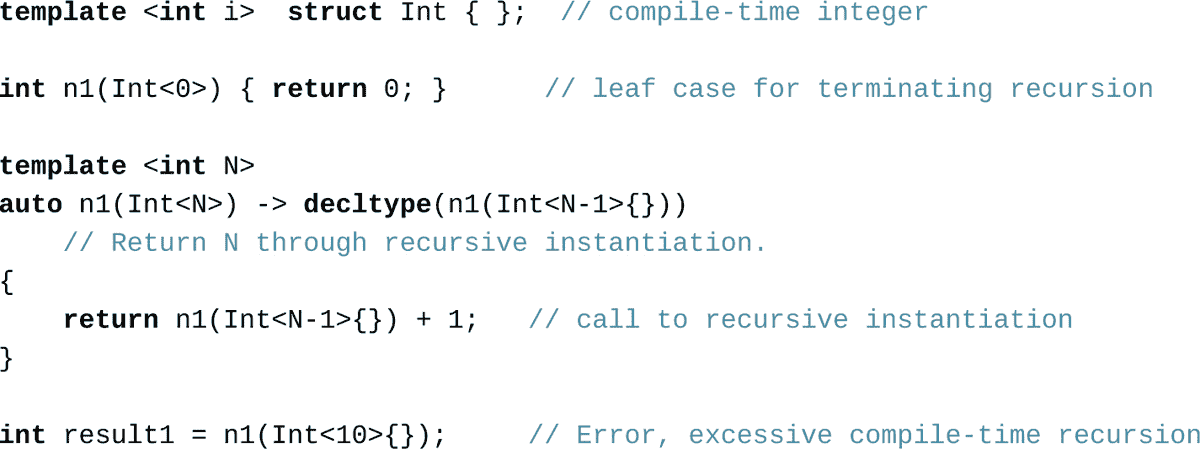 template <int i>  struct Int { };  // compile-time integer
int n1(Int<0>) { return 0; }      // leaf case for terminating recursion
template <int N>
auto n1(Int<N>) -> decltype(n1(Int<N-1>{}))
    // Return N through recursive instantiation.
{
    return n1(Int<N-1>{}) + 1;   // call to recursive instantiation
}
int result1 = n1(Int<10>{});     // Error, excessive compile-time recursion